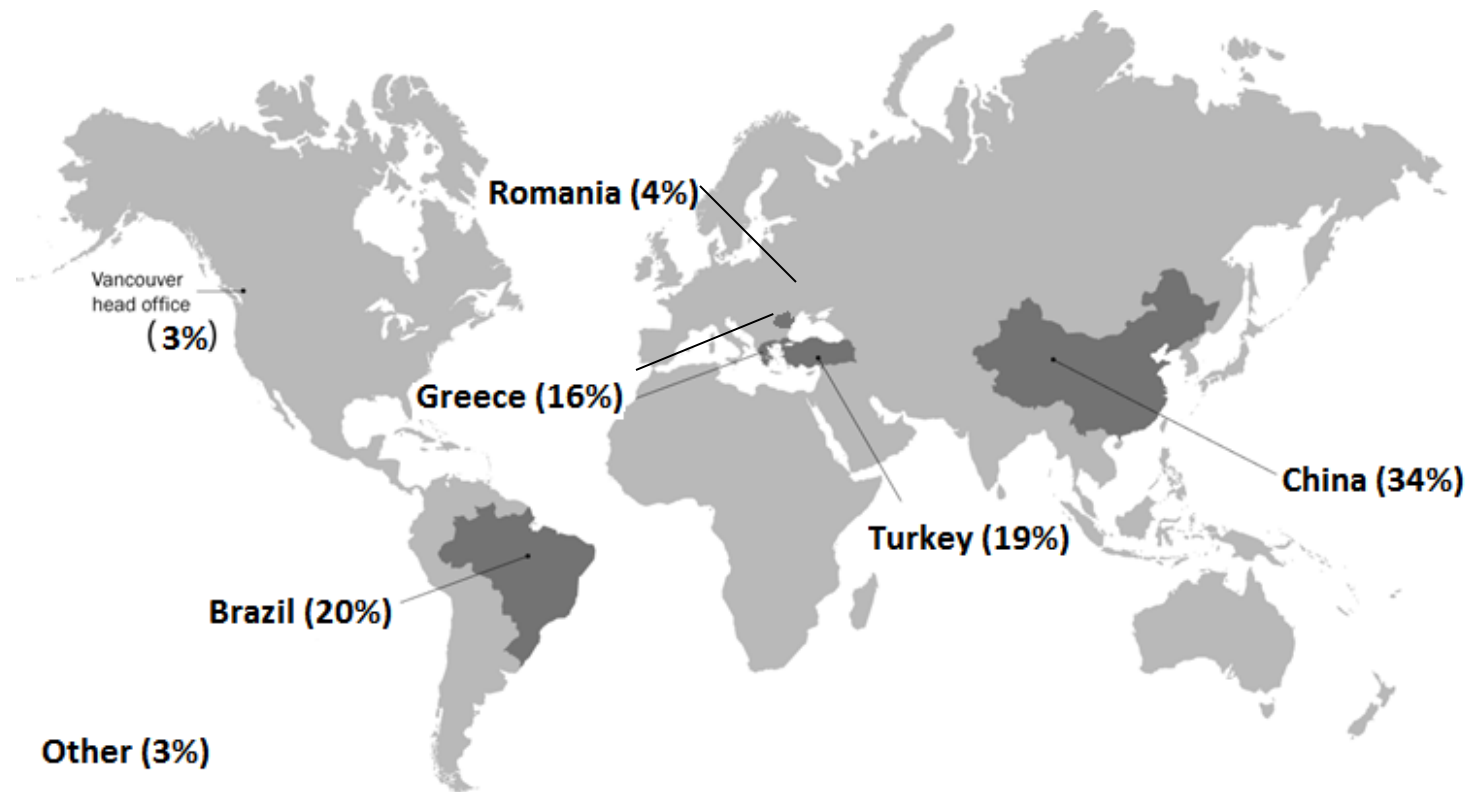 Romania (4%)
Vancouver
head office
(3%)
Greece (16%)
China (34%)
Turkey (19%)
Brazil (20%)
Other (3%)